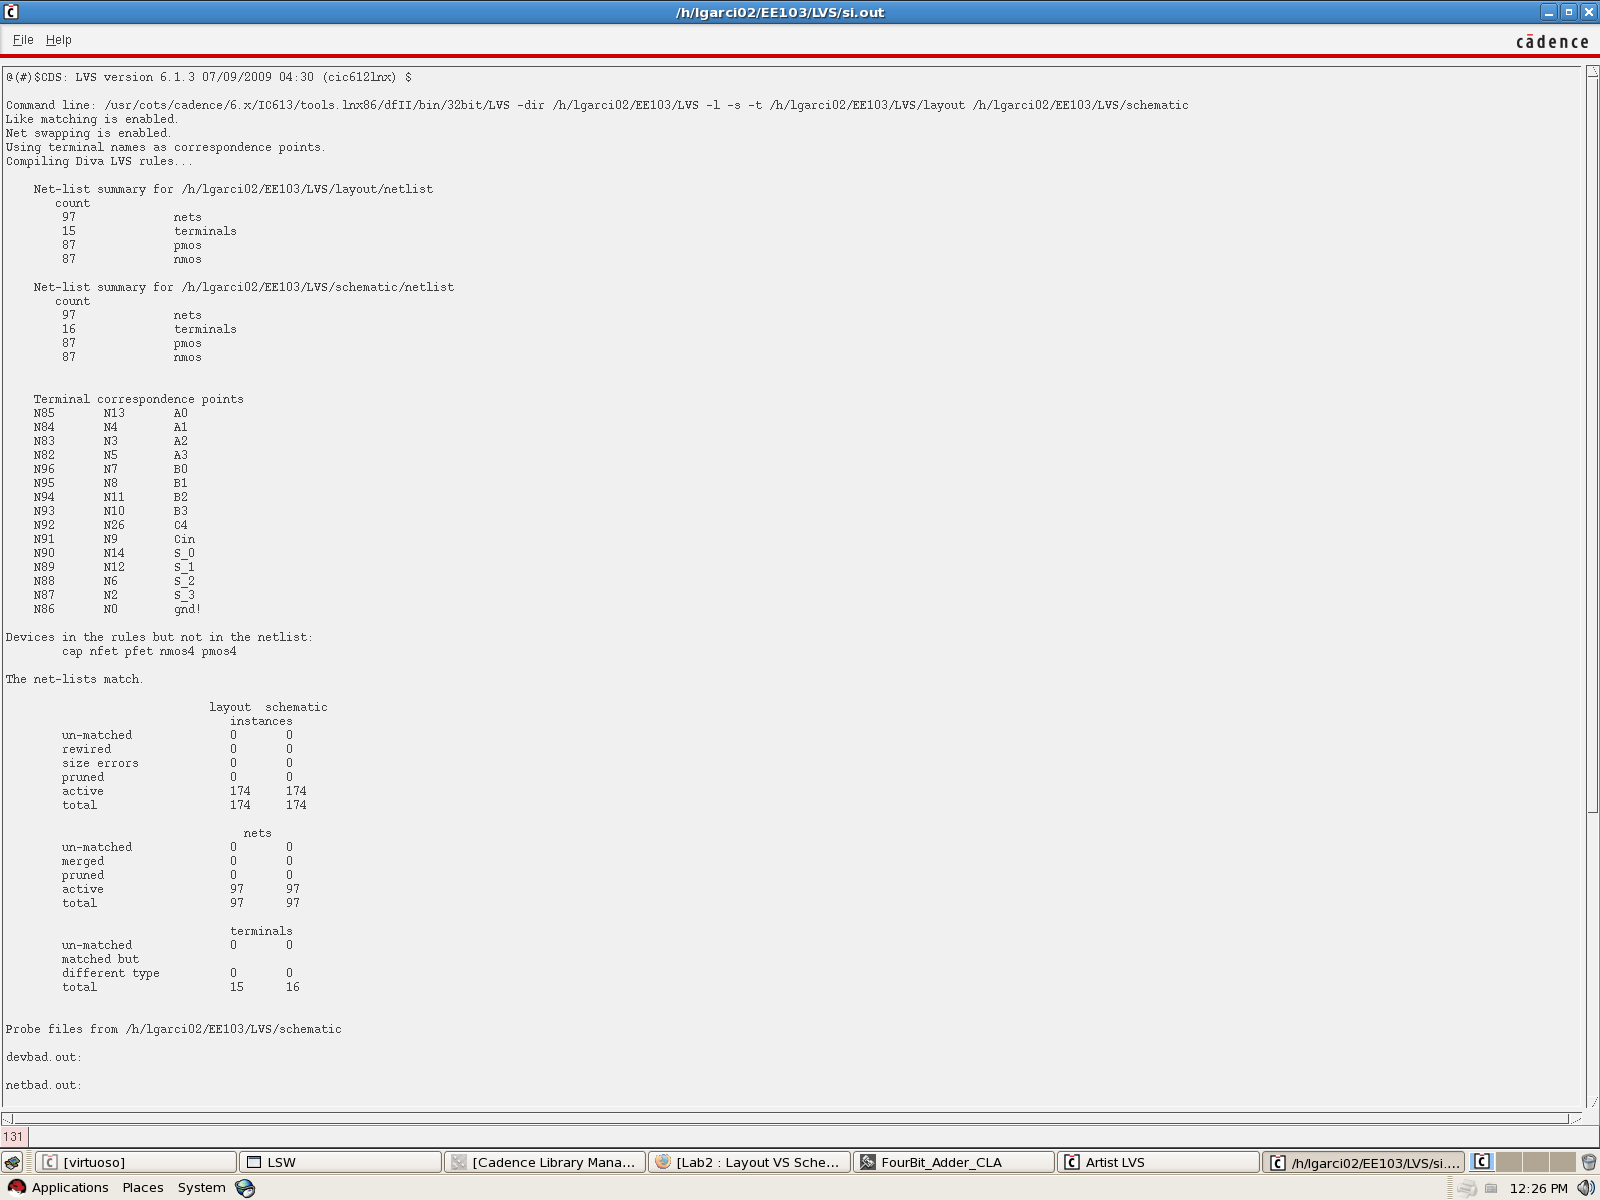 /h/lgarci02/EE103/LVS/si.out
File Help
cādence
@(#)$CDS: LVS version 6.1.3 07/09/2009 04:30 (cic612lnx) $
Command line: /usr/cots/cadence/6.x/IC613/tools.lnx86/dfII/bin/32bit/LVS -dir /h/lgarci02/EE103/LVS -l -s -t /h/lgarci02/EE103/LVS/layout /h/lgarci02/EE103/LVS/schematic
Like matching is enabled.
Net swapping is enabled.
Using terminal names as correspondence points.
Compiling Diva LVS rules...
Net-list summary for /h/lgarci02/EE103/LVS/layout/netlist
count
97 nets
15 terminals
87 pmos
87 nmos
Net-list summary for /h/lgarci02/EE103/LVS/schematic/netlist
count
97 nets
16 terminals
87 pmos
87 nmos
Terminal correspondence points
N85 N13 A0
N84 N4 A1
N83 N3 A2
N82 N5 A3
N96 N7 B0
N95 N8 B1
N94 N11 B2
N93 N10 B3
N92 N26 C4
N91 N9 Cin
N90 N14 S_0
N89 N12 S_1
N88 N6 S_2
N87 N2 S_3
N86 N0 gnd!
Devices in the rules but not in the netlist:
cap nfet pfet nmos4 pmos4
The net-lists match.
layout schematic
instances
un-matched 0 0
rewired 0 0
size errors 0 0
pruned 0 0
active 174 174
total 174 174
nets
un-matched 0 0
merged 0 0
pruned 0 0
active 97 97
total 97 97
terminals
un-matched 0 0
matched but
different type 0 0
total 15 16
Probe files from /h/lgarci02/EE103/LVS/schematic
devbad.out:
netbad.out:
131
[virtuoso] LSW [Cadence Library Mana... [Lab2 : Layout VS Sche... FourBit_Adder_CLA Artist LVS /h/lgarci02/EE103/LVS/si....
Applications Places System 12:26 PM